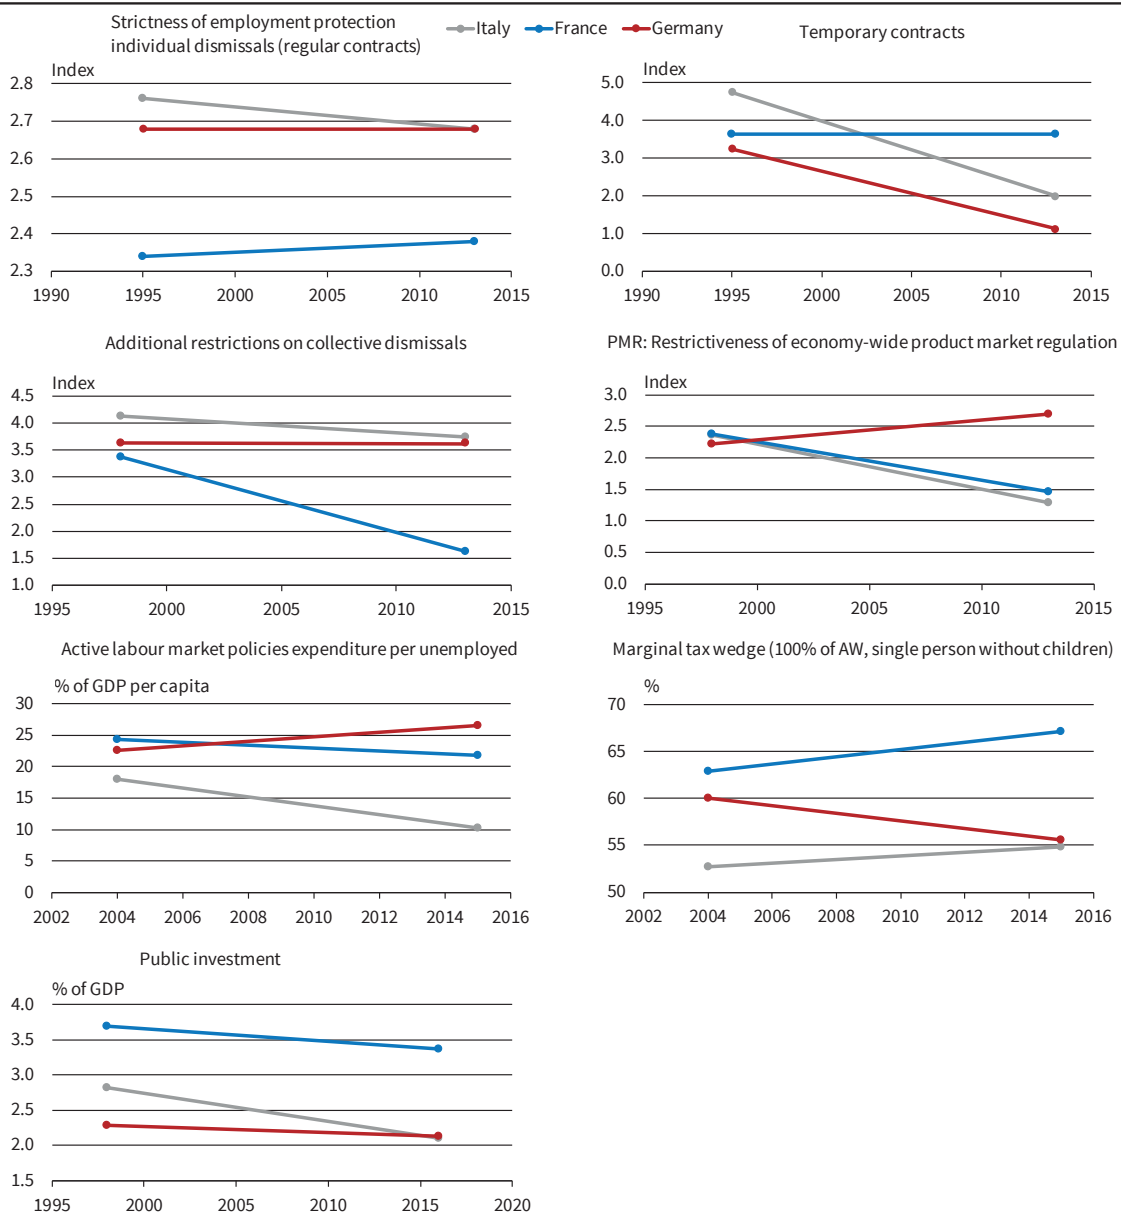 Strictness of employment protection
individual dismissals (regular contracts)
Italy France Germany
Index
2.8
2.7
2.6
2.5
2.4
2.3
1990 1995 2000 2005 2010 2015
Temporary contracts
Index
5.0
4.0
3.0
2.0
1.0
0.0
1990 1995 2000 2005 2010 2015
Additional restrictions on collective dismissals
Index
4.5
4.0
3.5
3.0
2.5
2.0
1.5
1.0
1995 2000 2005 2010 2015
PMR: Restrictiveness of economy-wide product market regulation
Index
3.0
2.5
2.0
1.5
1.0
0.5
0.0
1995 2000 2005 2010 2015
Active labour market policies expenditure per unemployed
% of GDP per capita
30
25
20
15
10
5
0
2002 2004 2006 2008 2010 2012 2014 2016
Marginal tax wedge (100% of AW, single person without children)
%
70
65
60
55
50
2002 2004 2006 2008 2010 2012 2014 2016
Public investment
% of GDP
4.0
3.5
3.0
2.5
2.0
1.5
1995 2000 2005 2010 2015 2020